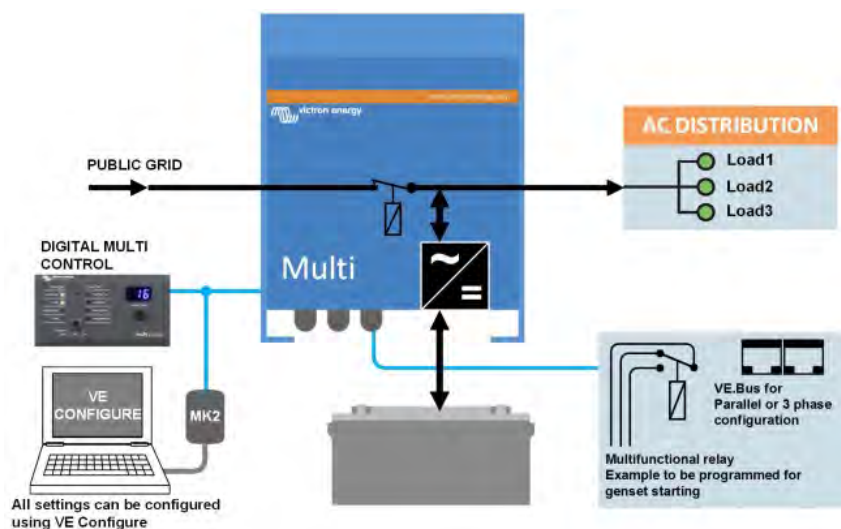 victron energy
PUBLIC GRID
AC DISTRIBUTION
Load1
Load2
Load3
DIGITAL MULTI
CONTROL
16
Multi
VE
CONFIGURE
MK2
All settings can be configured
using VE Configure
VE.Bus for
Parallel or 3 phase
configuration
Multifunctional relay
Example to be programmed for
genset starting